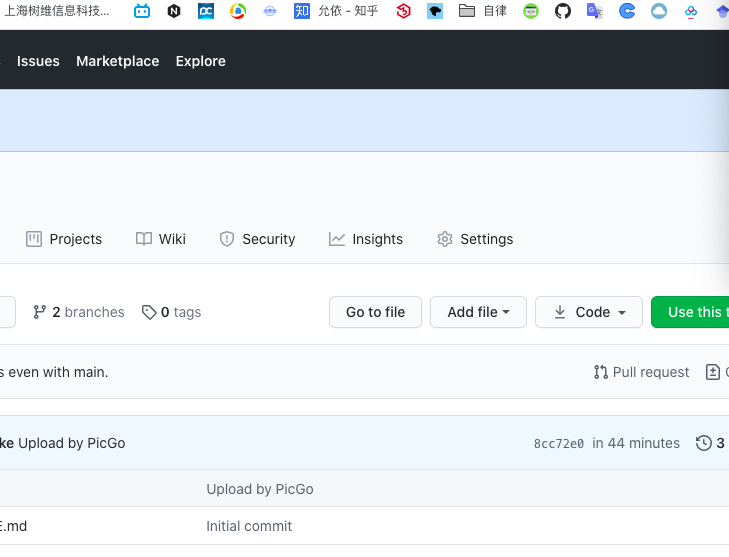 上海树维信息科技... 允依 - 知乎 自律
Issues Marketplace Explore
Projects Wiki Security Insights Settings
2 branches 0 tags Go to file Add file Code Use this
even with main. Pull request
Upload by PicGo 8cc72e0 in 44 minutes 3
Upload by PicGo
.md Initial commit